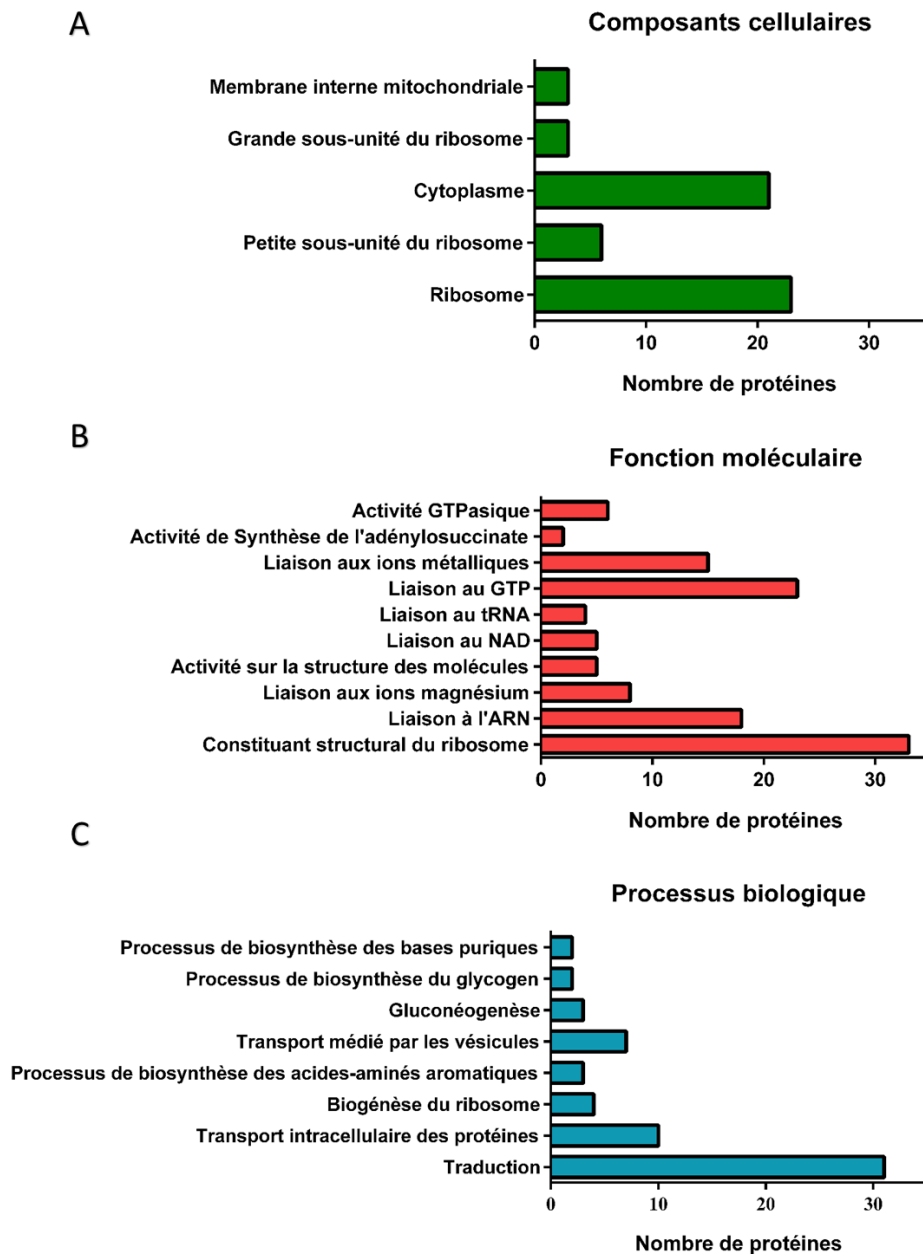 A
Composants cellulaires
Membrane interne mitochondriale
Grande sous-unité du ribosome
Cytoplasme
Petite sous-unité du ribosome
Ribosome
0 10 20 30
Nombre de protéines
B
Fonction moléculaire
Activité GTPasique
Activité de Synthèse de l'adénylosuccinate
Liaison aux ions métalliques
Liaison au GTP
Liaison au tRNA
Liaison au NAD
Activité sur la structure des molécules
Liaison aux ions magnésium
Liaison à l'ARN
Constituant structural du ribosome
0 10 20 30
Nombre de protéines
C
Processus biologique
Processus de biosynthèse des bases puriques
Processus de biosynthèse du glycogen
Gluconéogenèse
Transport médié par les vésicules
Processus de biosynthèse des acides-aminés aromatiques
Biogénèse du ribosome
Transport intracellulaire des protéines
Traduction
0 10 20 30
Nombre de protéines